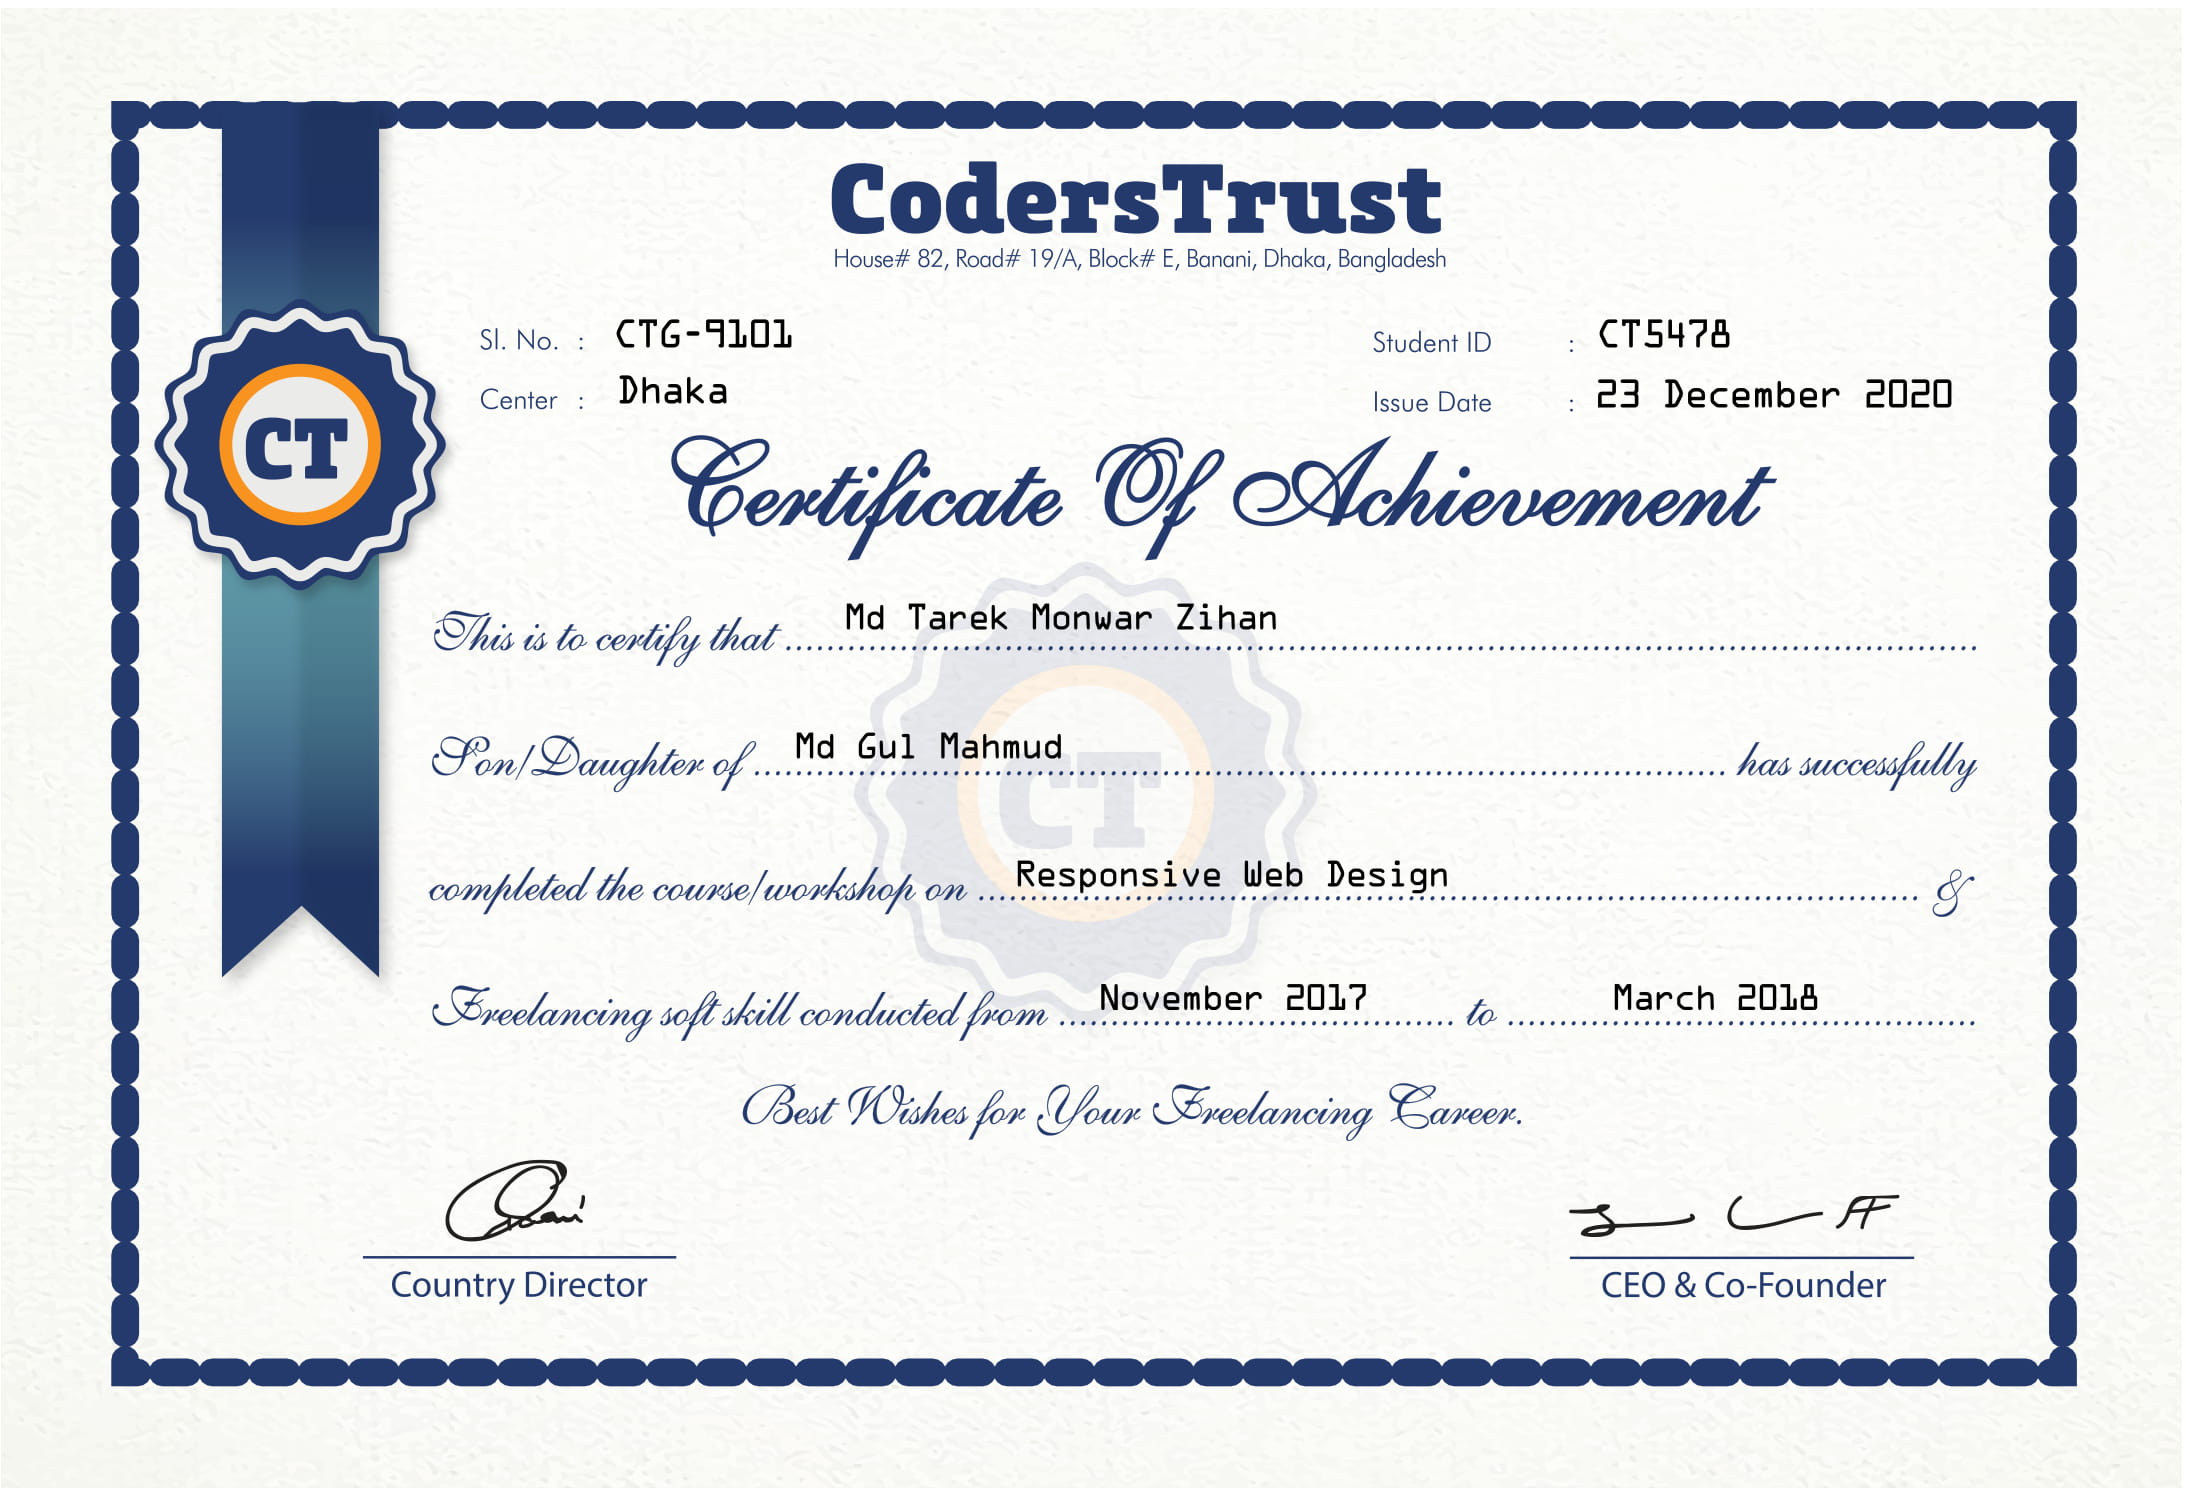 CodersTrust
House# 82, Road# 19/A, Block# E, Banani, Dhaka, Bangladesh
Sl. No. : CTG-9101 Student ID : CT5478
Center : Dhaka Issue Date : 23 December 2020
CT
Certificate Of Achievement
This is to certify that Md Tarek Monwar Zihan
Son/Daughter of Md Gul Mahmud has successfully
CT
completed the course/workshop on Responsive Web Design &
Freelancing soft skill conducted from November 2017 to March 2018
Best Wishes for Your Freelancing Career.
Country Director CEO & Co-Founder